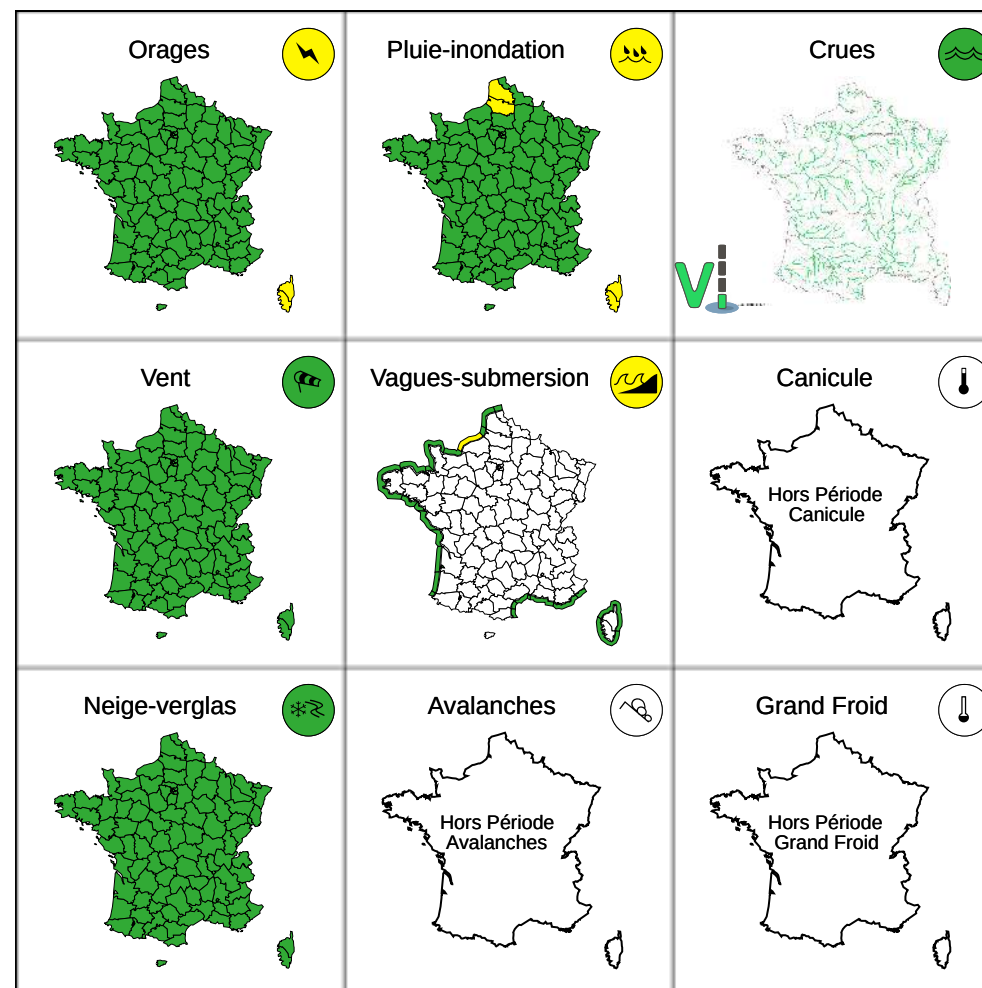 Orages
Pluie-inondation
Crues
Vi
Vent
Vagues-submersion
Canicule
Hors Période
Canicule
Neige-verglas
Avalanches
Grand Froid
Hors Période
Avalanches
Hors Période
Grand Froid